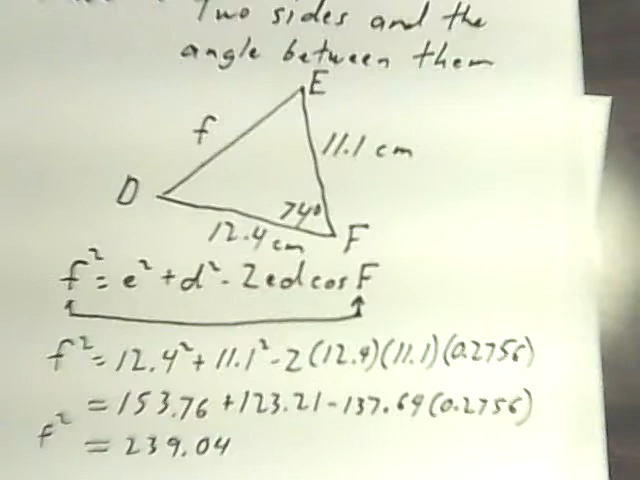 Two sides and the
angle between them
E
f
11.1 cm
D
74°
12.4 cm
F
f² = e² + d² - 2ed cos F
f² = 12.4² + 11.1² - 2(12.4)(11.1)(0.2756)
= 153.76 + 123.21 - 137.64(0.2756)
f² = 239.04